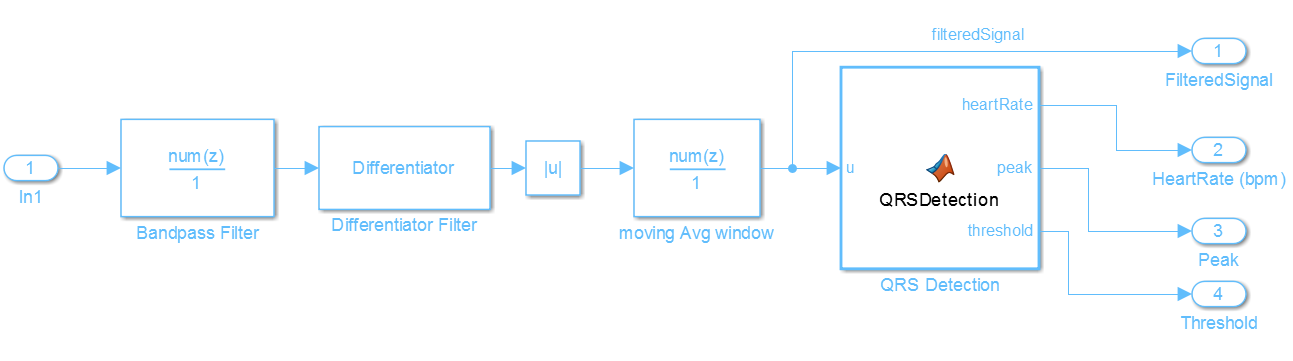 1
In1
num(z)
1
Bandpass Filter
Differentiator
Differentiator Filter
|u|
num(z)
1
moving Avg window
u
QRSDetection
heartRate
peak
threshold
QRS Detection
filteredSignal
1
FilteredSignal
2
HeartRate (bpm)
3
Peak
4
Threshold